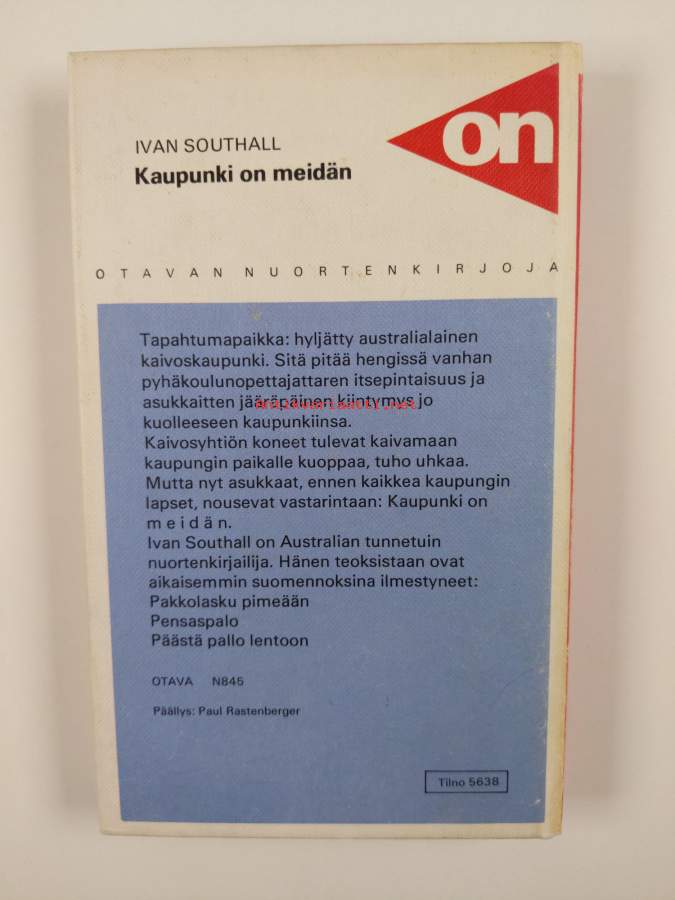 on
IVAN SOUTHALL
Kaupunki on meidän
OTAVAN NUORTENKIRJOJA
Tapahtumapaikka: hyljätty australialainen
kaivoskaupunki. Sitä pitää hengissä vanhan
pyhäkoulunopettajattaren itsepintaisuus ja
asukkaitten jääräpäinen kiintymys jo
Antikvariaatti.net
kuolleeseen kaupunkiinsa.
Kaivosyhtiön koneet tulevat kaivamaan
kaupungin paikalle kuoppaa, tuho uhkaa.
Mutta nyt asukkaat, ennen kaikkea kaupungin
lapset, nousevat vastarintaan: Kaupunki on
meidän.
Ivan Southall on Australian tunnetuin
nuortenkirjailija. Hänen teoksistaan ovat
aikaisemmin suomennoksina ilmestyneet:
Pakkolasku pimeään
Pensaspalo
Päästä pallo lentoon
OTAVA N845
Päällys: Paul Rastenberger
Tilno 5638